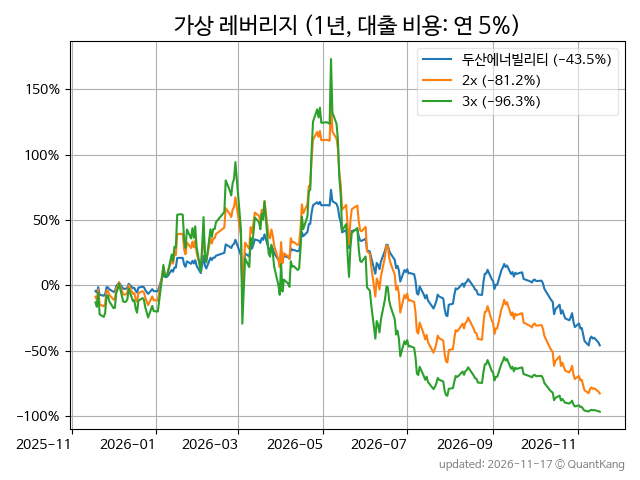 가상 레버리지 (1년, 대출 비용: 연 5%)
두산에너빌리티 (−43.5%)
2x (−81.2%)
3x (−96.3%)
150%
100%
50%
0%
−50%
−100%
2025-11 2026-01 2026-03 2026-05 2026-07 2026-09 2026-11
updated: 2026-11-17 © QuantKang